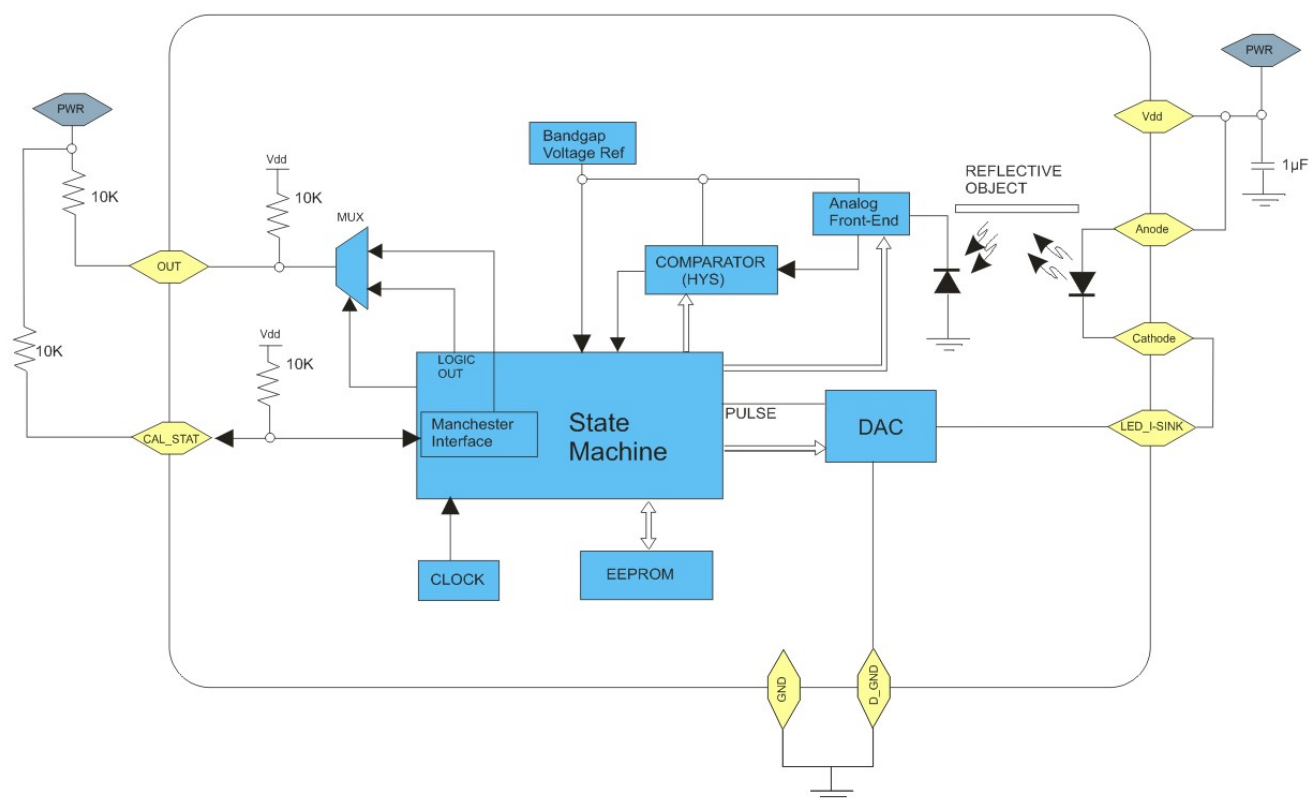 PWR
PWR
Vdd
Bandgap
Voltage Ref
1µF
REFLECTIVE
OBJECT
Vdd
10K
10K
MUX
Analog
Front-End
Anode
OUT
COMPARATOR
(HYS)
Vdd
Cathode
10K
10K
LOGIC
OUT
PULSE
Manchester
Interface
State
Machine
DAC
LED_I-SINK
CAL_STAT
CLOCK
EEPROM
GND
D_GND